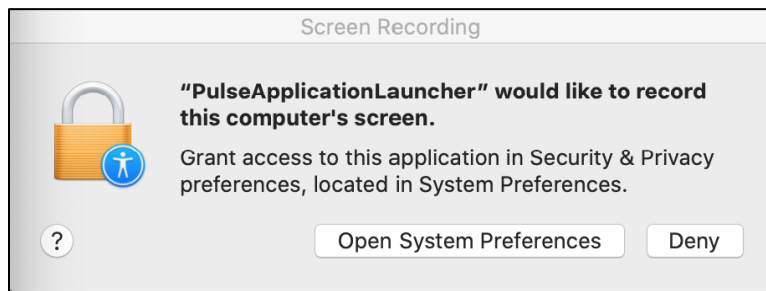 Screen Recording
“PulseApplicationLauncher” would like to record
this computer's screen.
Grant access to this application in Security & Privacy
preferences, located in System Preferences.
?
Open System Preferences
Deny